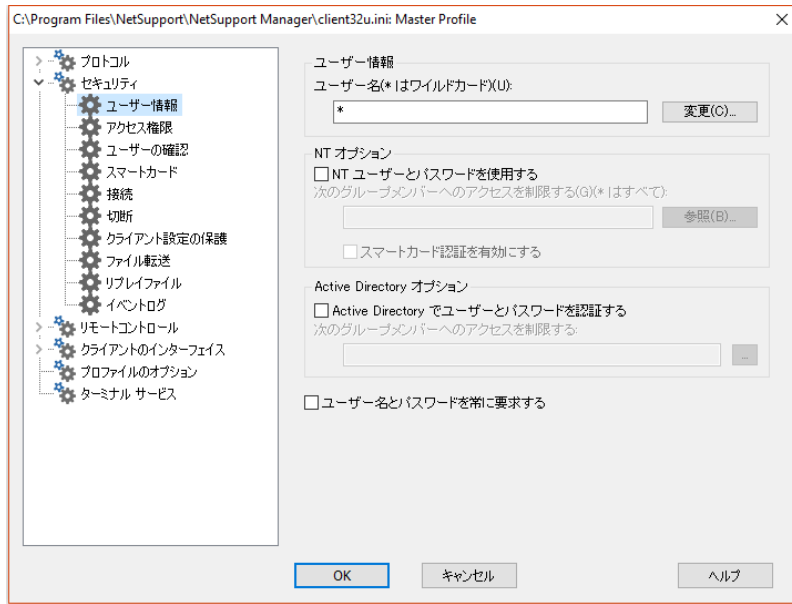 C:\Program Files\NetSupport\NetSupport Manager\client32u.ini: Master Profile
プロトコル
セキュリティ
ユーザー情報
アクセス権限
ユーザーの確認
スマートカード
接続
切断
クライアント設定の保護
ファイル転送
リプレイファイル
イベントログ
リモートコントロール
クライアントのインターフェイス
プロファイルのオプション
ターミナル サービス
ユーザー情報
ユーザー名(* はワイルドカード)(U):
*
変更(C)...
NT オプション
NT ユーザーとパスワードを使用する
次のグループメンバーへのアクセスを制限する(G)(* はすべて):
参照(B)...
スマートカード認証を有効にする
Active Directory オプション
Active Directory でユーザーとパスワードを認証する
次のグループメンバーへのアクセスを制限する:
...
ユーザー名とパスワードを常に要求する
OK
キャンセル
ヘルプ